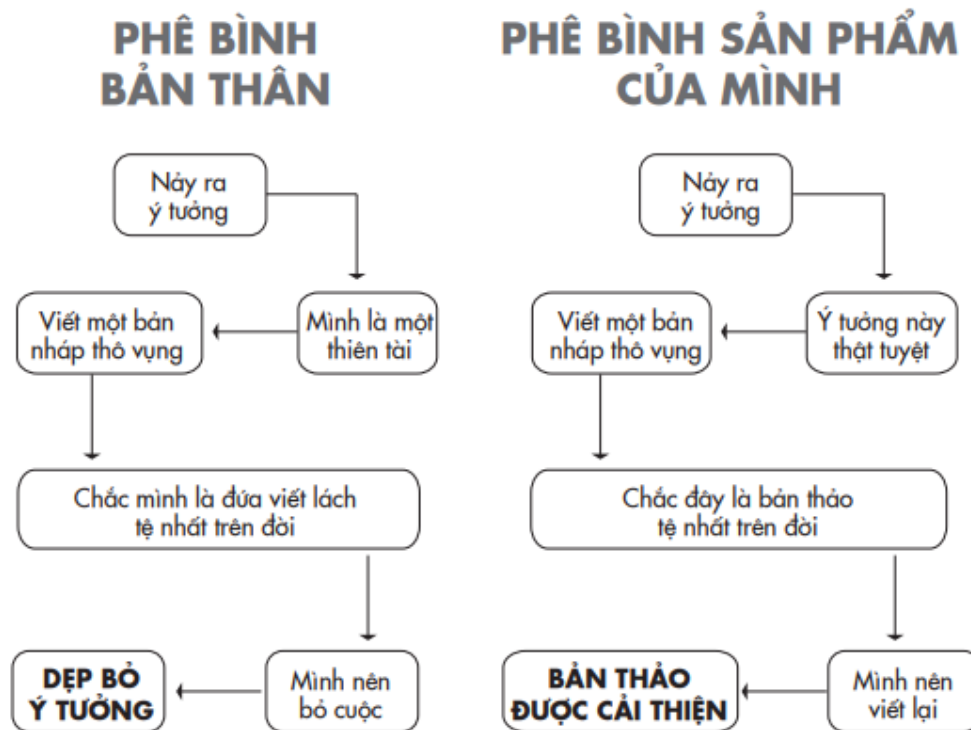 PHÊ BÌNH
BẢN THÂN
Nảy ra
ý tưởng
Mình là một
thiên tài
Viết một bản
nháp thô vụng
Chắc mình là đứa viết lách
tệ nhất trên đời
Mình nên
bỏ cuộc
DẸP BỎ
Ý TƯỞNG
PHÊ BÌNH SẢN PHẨM
CỦA MÌNH
Nảy ra
ý tưởng
Ý tưởng này
thật tuyệt
Viết một bản
nháp thô vụng
Chắc đây là bản thảo
tệ nhất trên đời
Mình nên
viết lại
BẢN THẢO
ĐƯỢC CẢI THIỆN